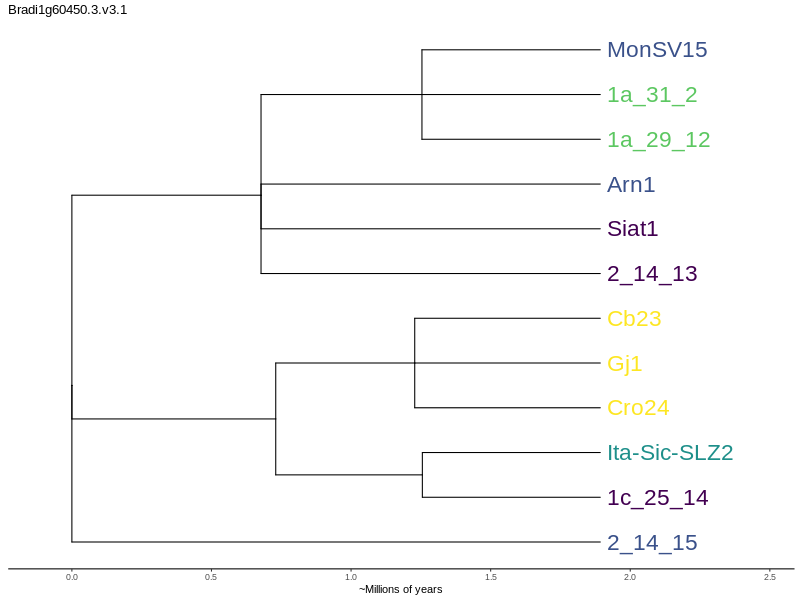 Bradi1g60450.3.v3.1
MonSV15
1a_31_2
1a_29_12
Arn1
Siat1
2_14_13
Cb23
Gj1
Cro24
Ita-Sic-SLZ2
1c_25_14
2_14_15
0.0 0.5 1.0 1.5 2.0 2.5
~Millions of years